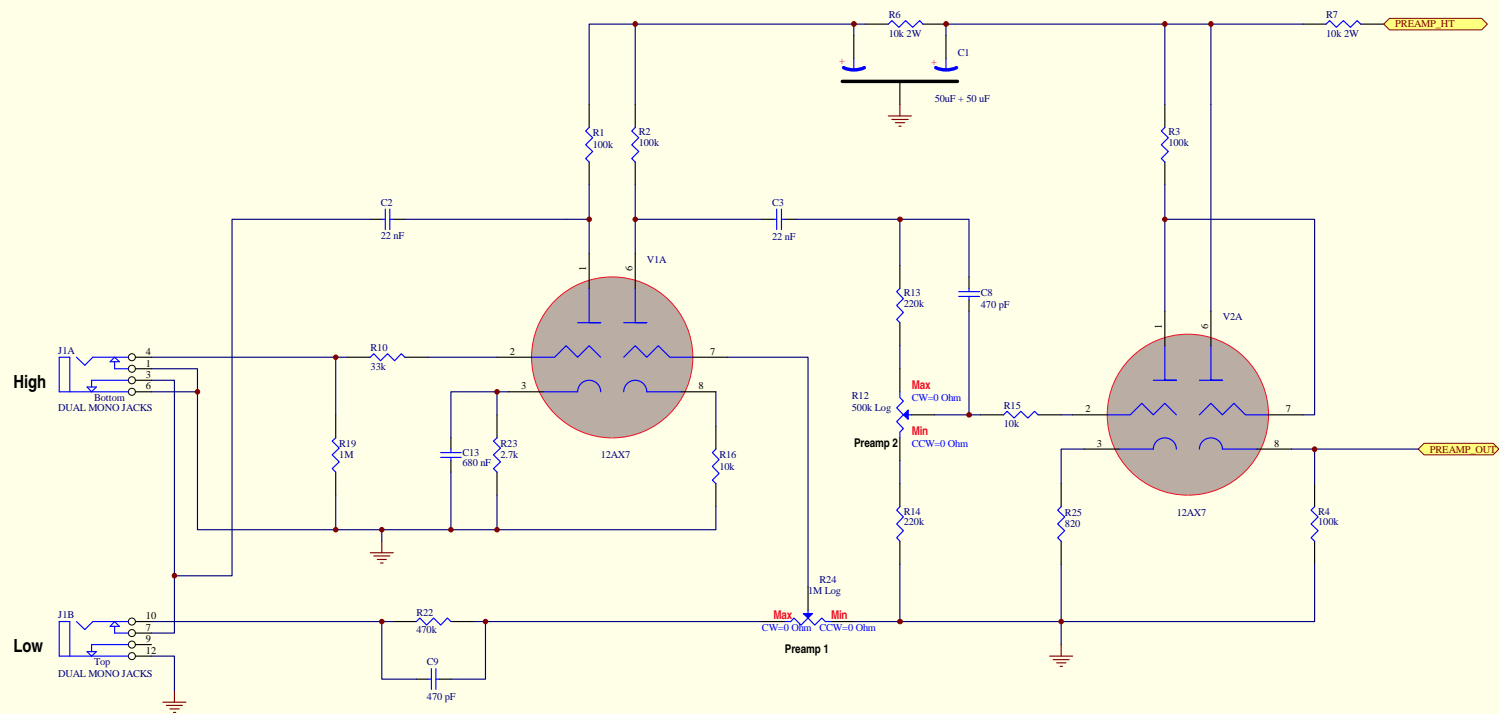 R6
10k 2W
R7
10k 2W
PREAMP_HT
+
+
C1
50uF + 50 uF
R1
100k
R2
100k
R3
100k
C2
22 nF
C3
22 nF
1
6
V1A
R13
220k
C8
470 pF
1
6
V2A
J1A
4
1
3
6
Bottom
DUAL MONO JACKS
High
R10
33k
2
7
3
8
R12
500k Log
Max
CW=0 Ohm
Min
CCW=0 Ohm
Preamp 2
R15
10k
2
7
3
8
PREAMP_OUT
R19
1M
C13
680 nF
R23
2.7k
12AX7
R16
10k
R14
220k
R25
820
12AX7
R4
100k
J1B
10
7
9
12
Top
DUAL MONO JACKS
Low
R22
470k
C9
470 pF
R24
1M Log
Max
CW=0 Ohm
Min
CCW=0 Ohm
Preamp 1